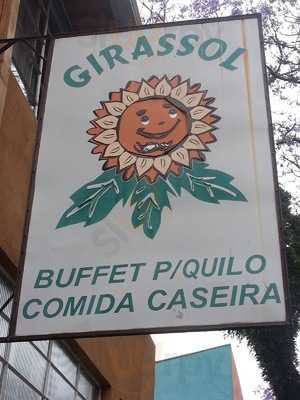 GIRASSOL
BUFFET P/QUILO
COMIDA CASEIRA